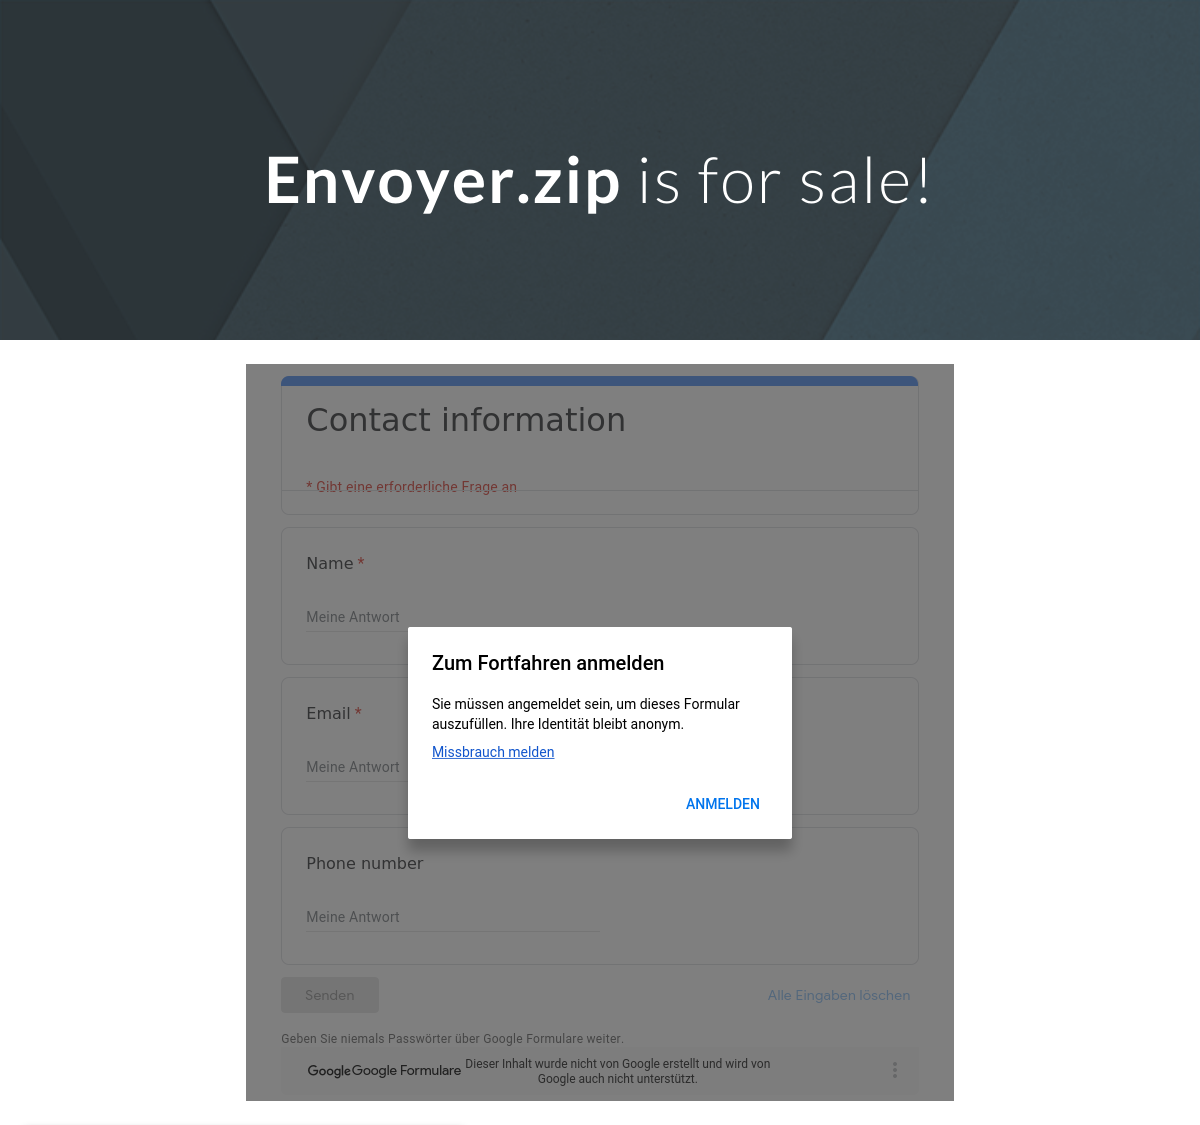 Envoyer.zip is for sale!
Contact information
* Gibt eine erforderliche Frage an
Name *
Meine Antwort
Zum Fortfahren anmelden
Sie müssen angemeldet sein, um dieses Formular
auszufüllen. Ihre Identität bleibt anonym.
Missbrauch melden
ANMELDEN
Email *
Meine Antwort
Phone number
Meine Antwort
Senden
Alle Eingaben löschen
Geben Sie niemals Passwörter über Google Formulare weiter.
Google Google Formulare
Dieser Inhalt wurde nicht von Google erstellt und wird von
Google auch nicht unterstützt.